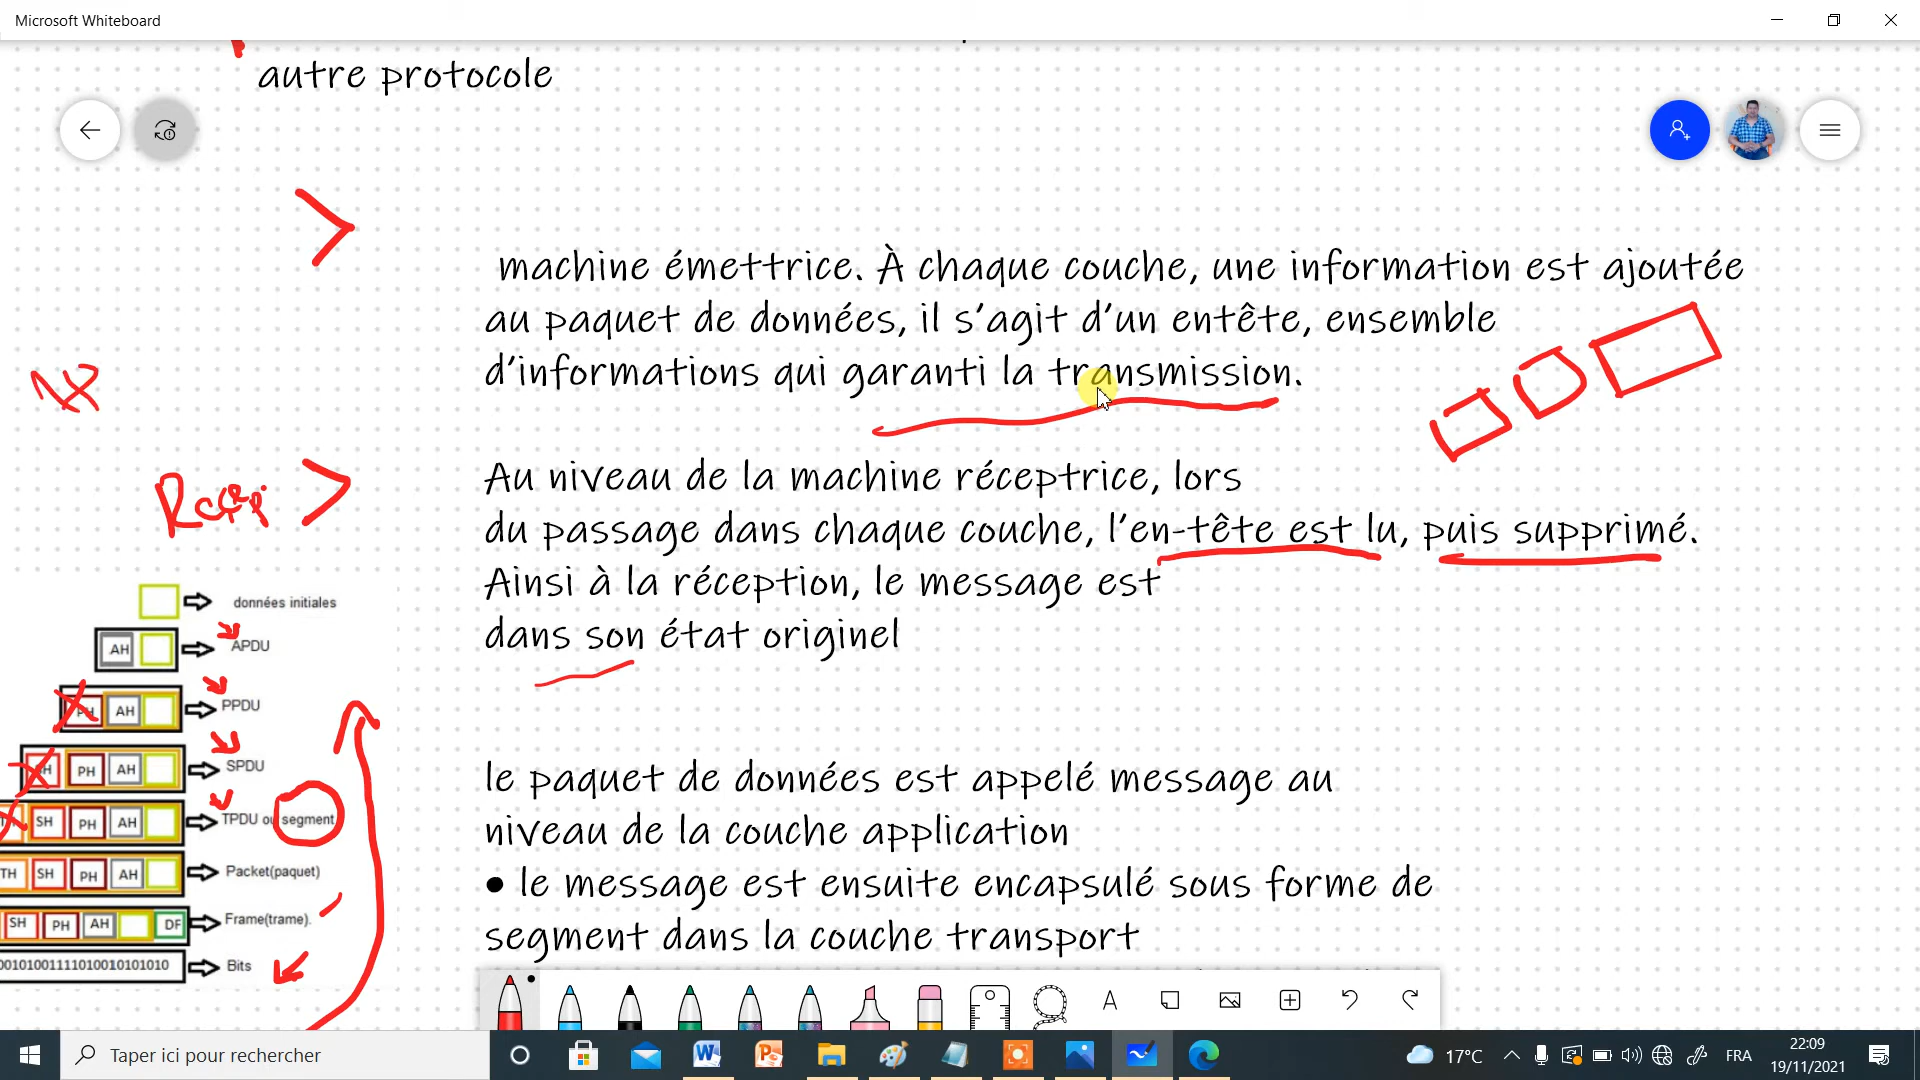 Microsoft Whiteboard
autre protocole
machine émettrice. À chaque couche, une information est ajoutée
au paquet de données, il s'agit d'un entête, ensemble
d'informations qui garanti la transmission.
Au niveau de la machine réceptrice, lors
du passage dans chaque couche, l'en-tête est lu, puis supprimé.
Ainsi à la réception, le message est
dans son état originel
données initiales
AH APDU
PH AH PPDU
PH AH SPDU
SH PH AH TPDU ou segment
TH SH PH AH Packet(paquet)
SH PH AH DF Frame(trame).
00101001111010010101010 Bits
le paquet de données est appelé message au
niveau de la couche application
• le message est ensuite encapsulé sous forme de
segment dans la couche transport
Taper ici pour rechercher
17°C
FRA
22:09
19/11/2021